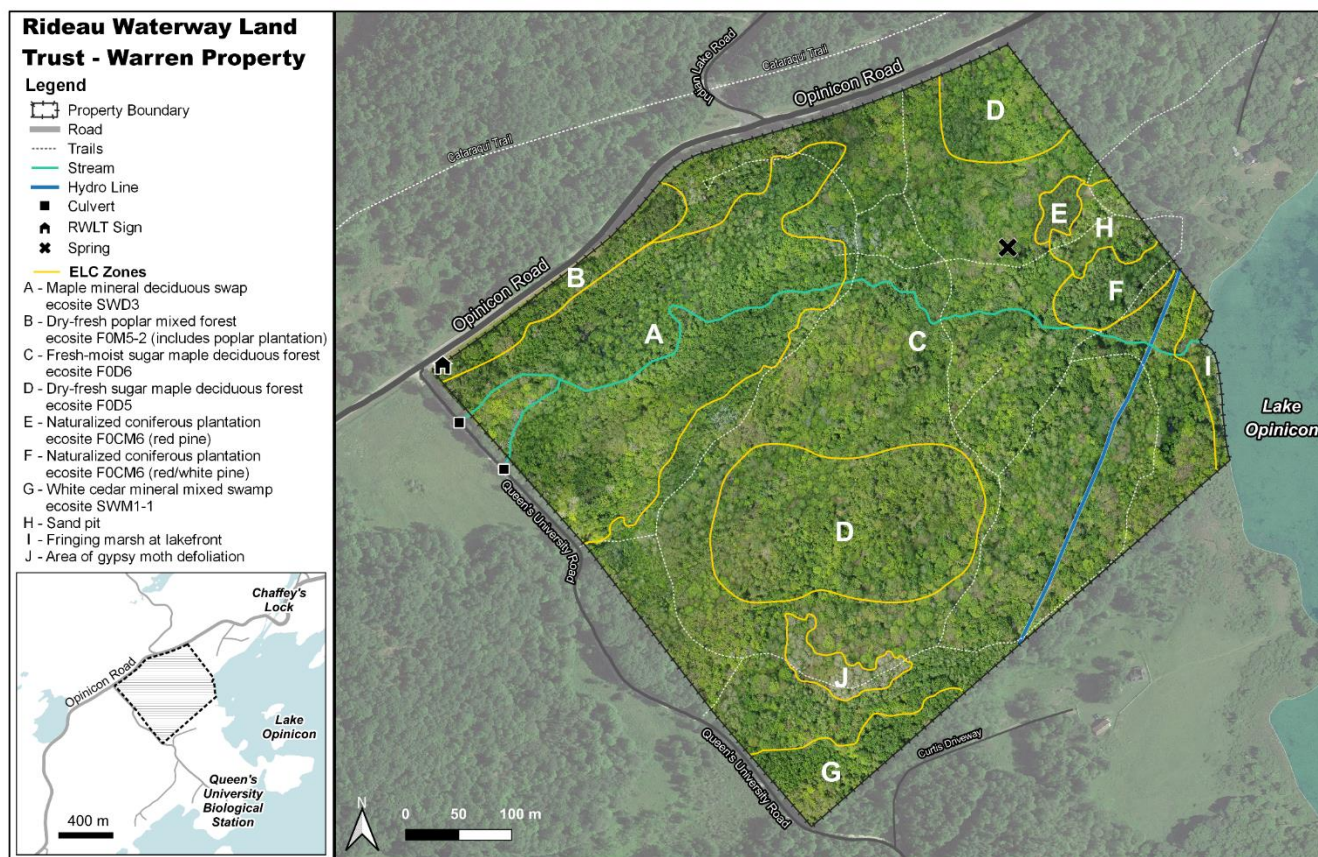 Rideau Waterway Land
Trust - Warren Property
Legend
Property Boundary
Road
Trails
Stream
Hydro Line
Culvert
RWLT Sign
Spring
ELC Zones
A - Maple mineral deciduous swap
ecosite SWD3
B - Dry-fresh poplar mixed forest
ecosite F0M5-2 (includes poplar plantation)
C - Fresh-moist sugar maple deciduous forest
ecosite F0D6
D - Dry-fresh sugar maple deciduous forest
ecosite F0D5
E - Naturalized coniferous plantation
ecosite F0CM6 (red pine)
F - Naturalized coniferous plantation
ecosite F0CM6 (red/white pine)
G - White cedar mineral mixed swamp
ecosite SWM1-1
H - Sand pit
I - Fringing marsh at lakefront
J - Area of gypsy moth defoliation
Chaffey's
Lock
Opinicon Road
Lake
Opinicon
Queen's
University
Biological
Station
400 m
Indian Lake Road
Cataraqui Trail
Opinicon Road
Cataraqui Trail
D
E
H
B
Opinicon Road
F
A
C
I
Lake
Opinicon
Queen's University Road
D
J
Queen's University Road
G
Curtis Driveway
N
0 50 100 m